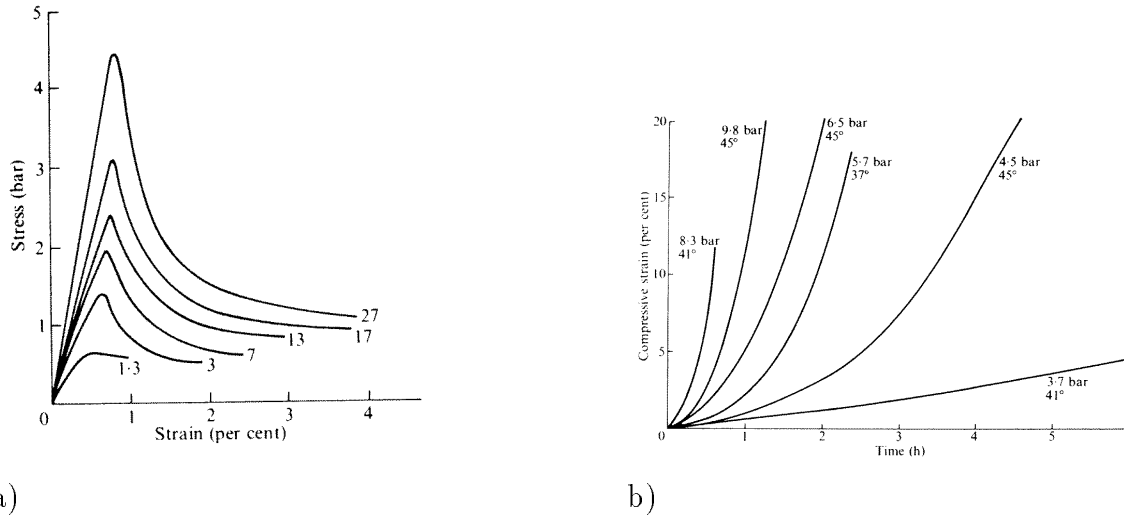 5
4
3
2
1
0
Stress (bar)
1
2
3
4
Strain (per cent)
27
17
13
7
3
1·3
a)
20
15
10
5
0
Compressive strain (per cent)
1
2
3
4
5
Time (h)
9·8 bar
45°
6·5 bar
45°
5·7 bar
37°
4·5 bar
45°
8·3 bar
41°
3·7 bar
41°
b)